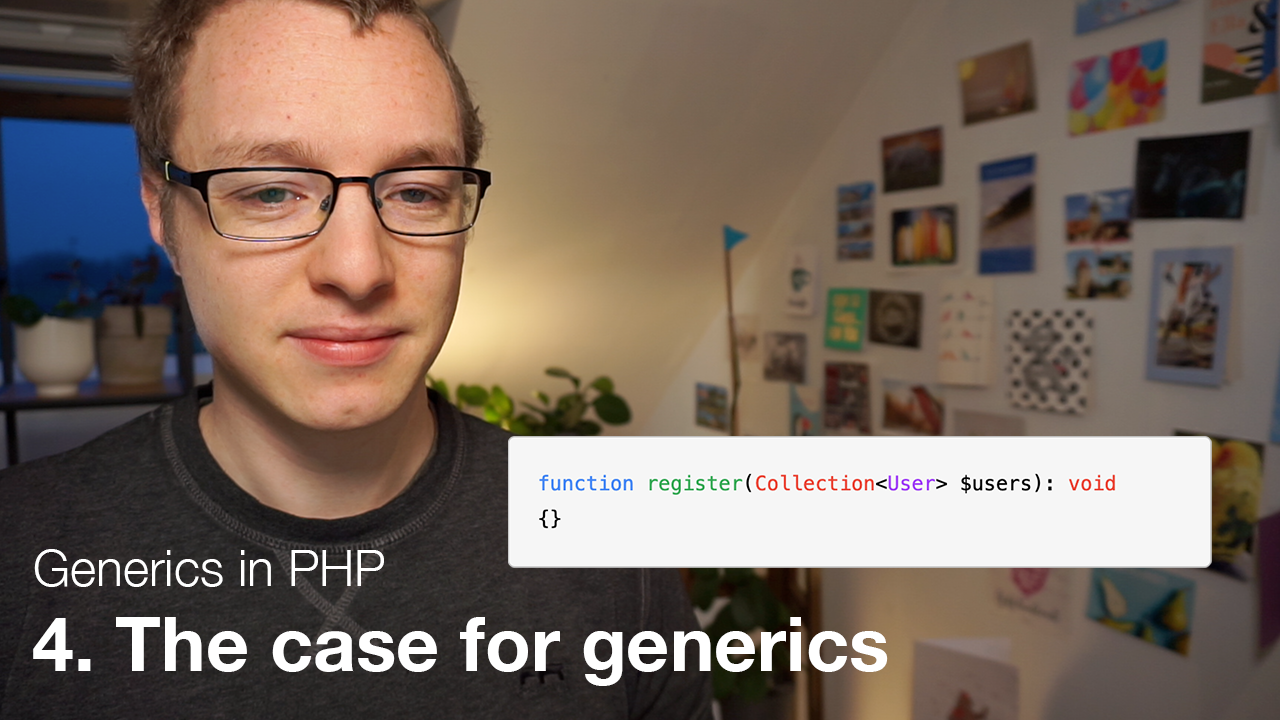 function register(Collection<User> $users): void
{}
Generics in PHP
4. The case for generics